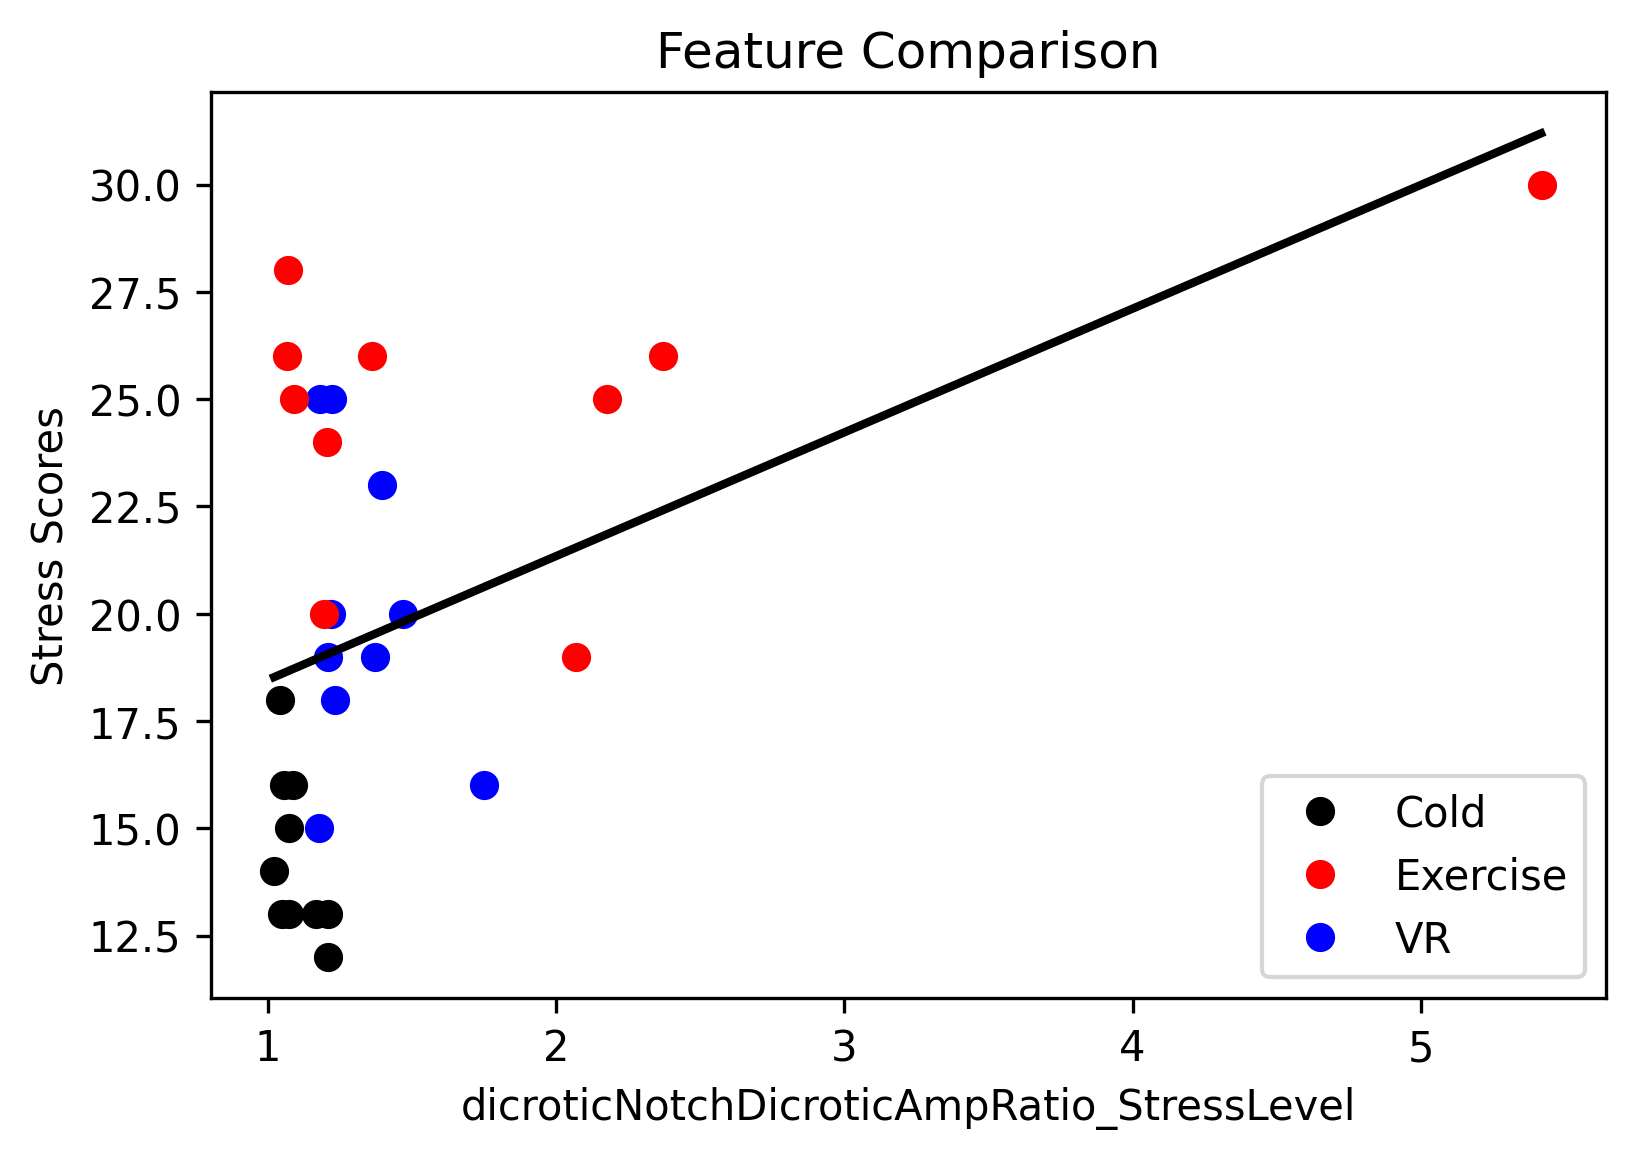 Feature Comparison
Stress Scores
30.0
27.5
25.0
22.5
20.0
17.5
15.0
12.5
Cold
Exercise
VR
1 2 3 4 5
dicroticNotchDicroticAmpRatio_StressLevel